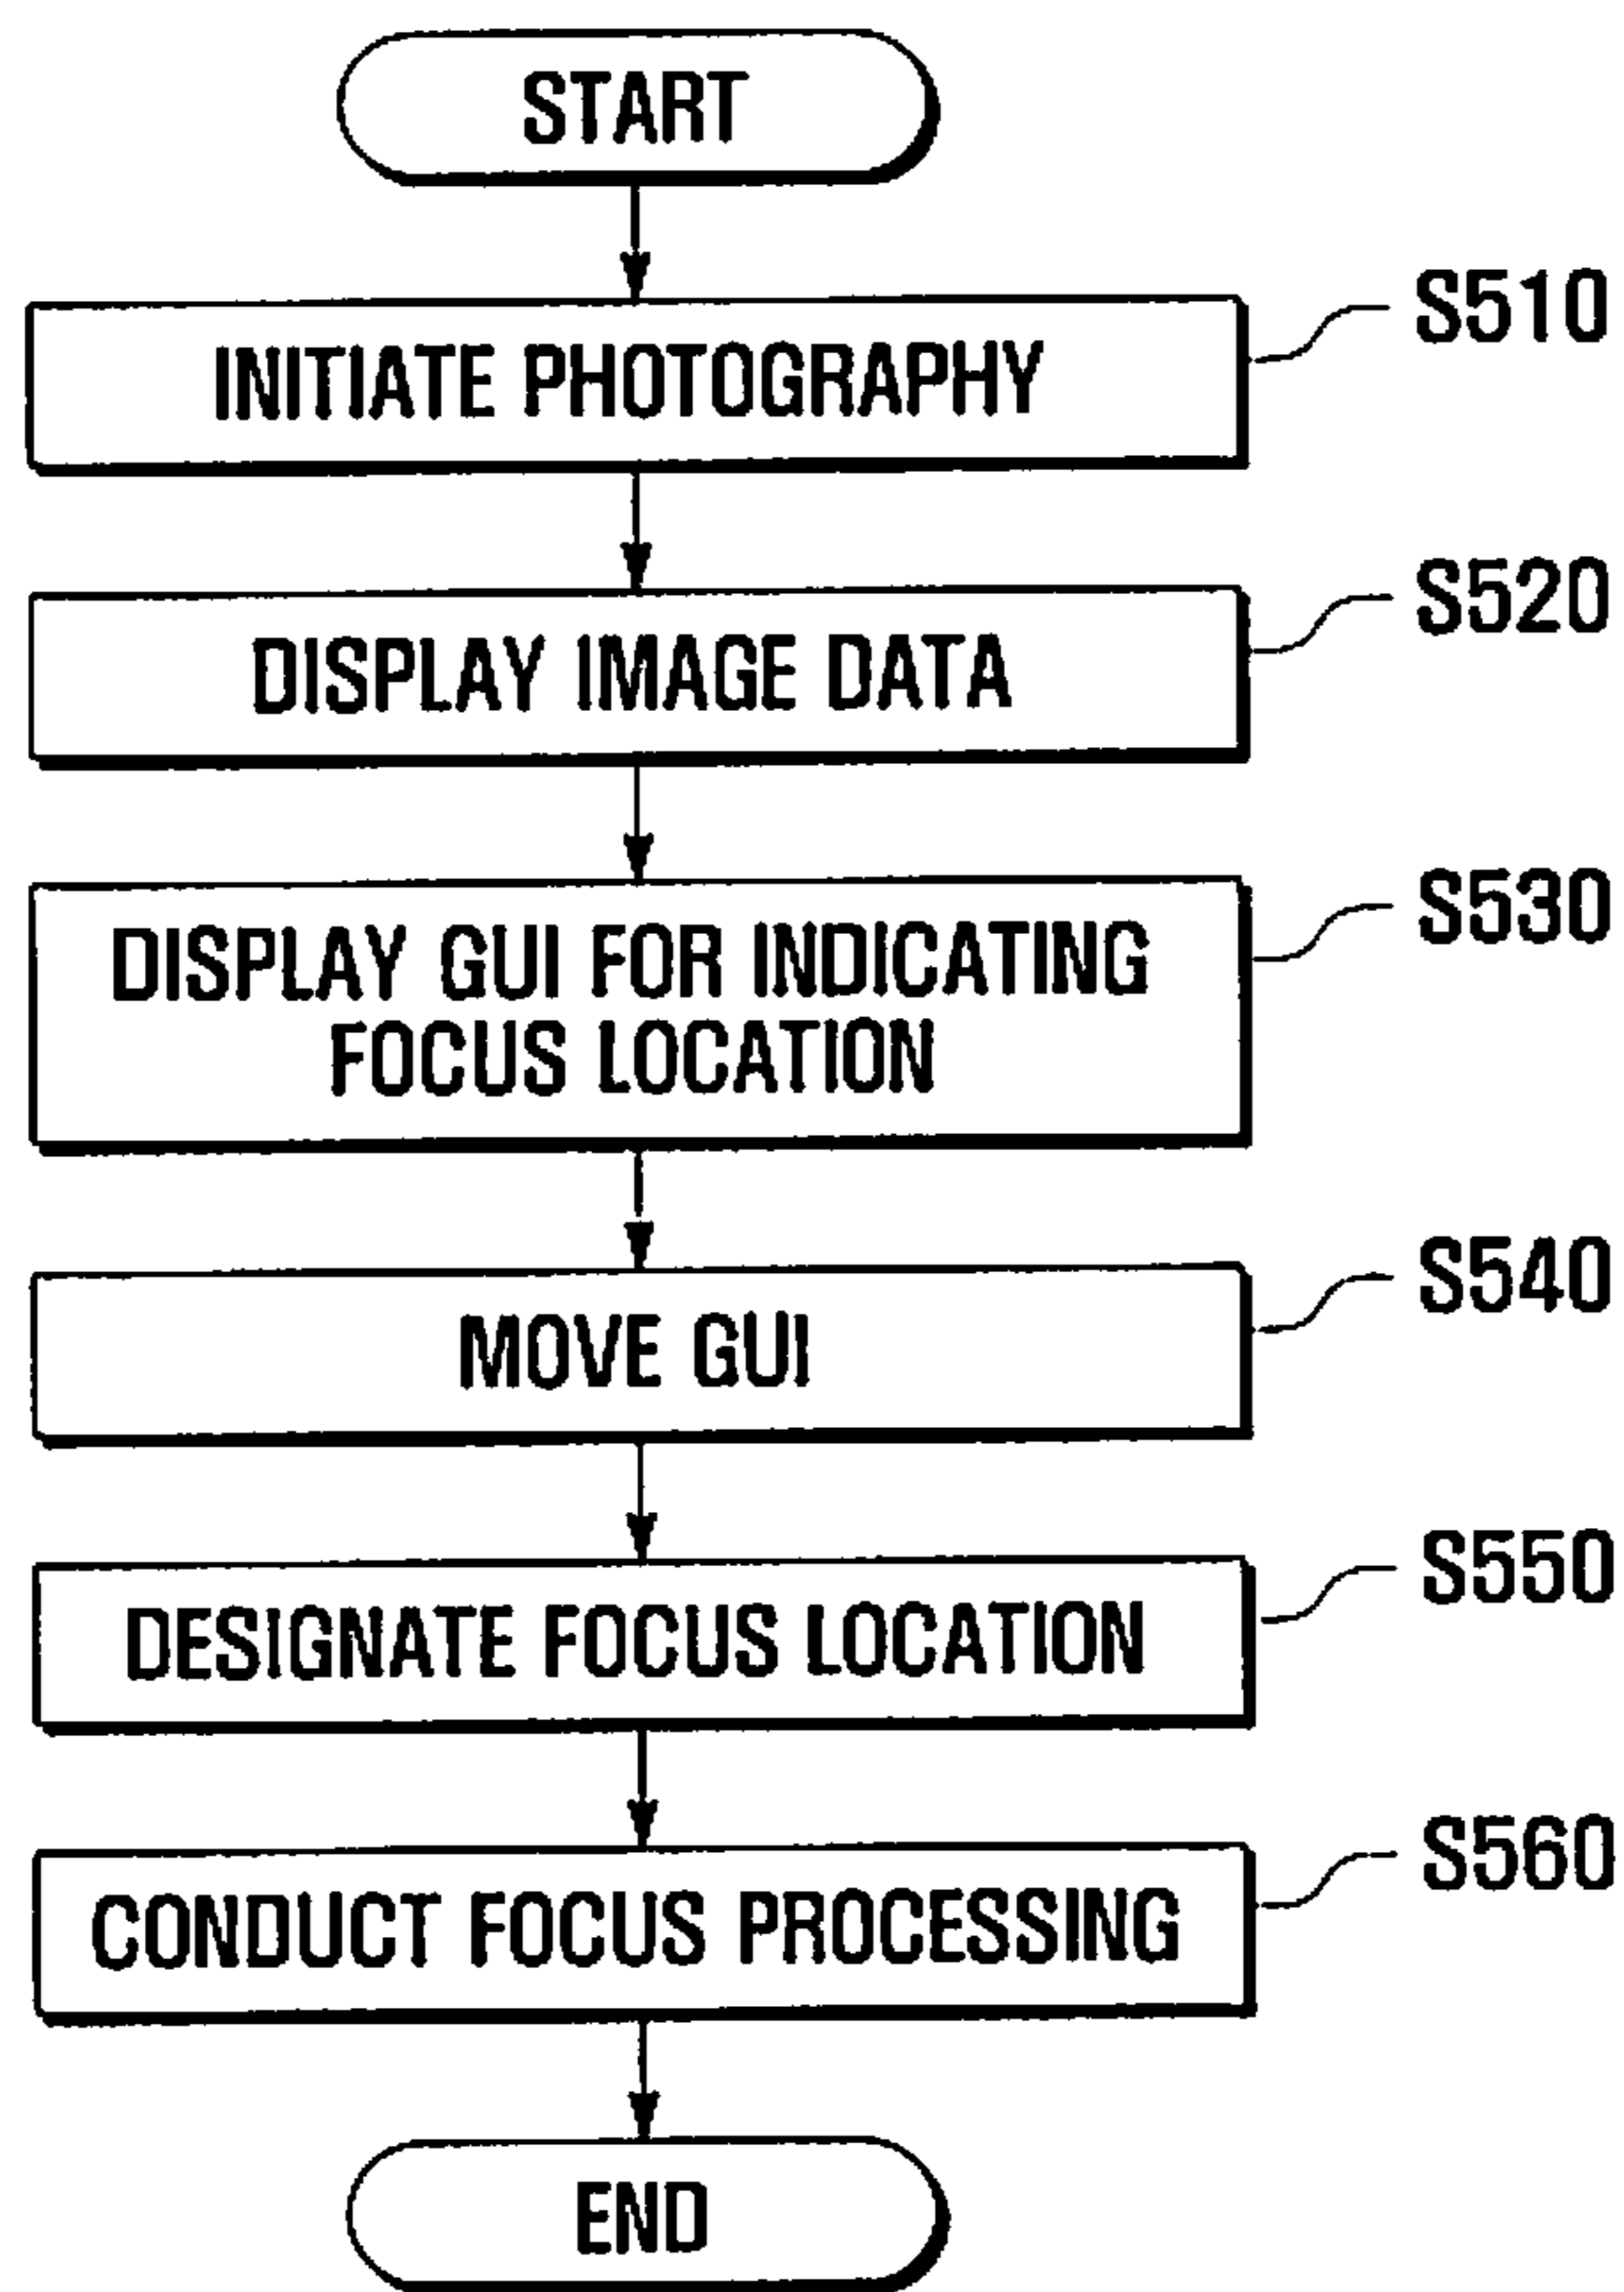 START
INITIATE PHOTOGRAPHY
S510
DISPLAY IMAGE DATA
S520
DISPLAY GUI FOR INDICATING
FOCUS LOCATION
S530
MOVE GUI
S540
DESIGNATE FOCUS LOCATION
S550
CONDUCT FOCUS PROCESSING
S560
END